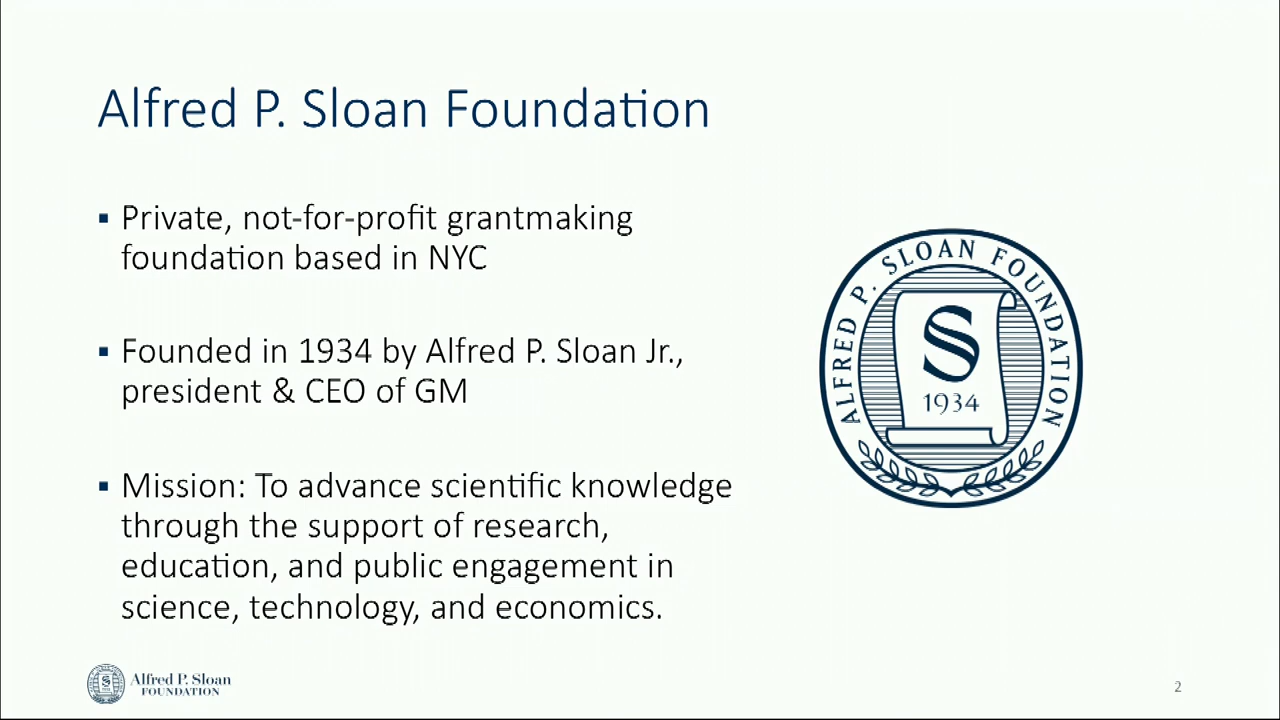 Alfred P. Sloan Foundation
▪ Private, not-for-profit grantmaking
foundation based in NYC
▪ Founded in 1934 by Alfred P. Sloan Jr.,
president & CEO of GM
▪ Mission: To advance scientific knowledge
through the support of research,
education, and public engagement in
science, technology, and economics.
ALFRED P. SLOAN FOUNDATION
S
1934
Alfred P. Sloan
FOUNDATION
2